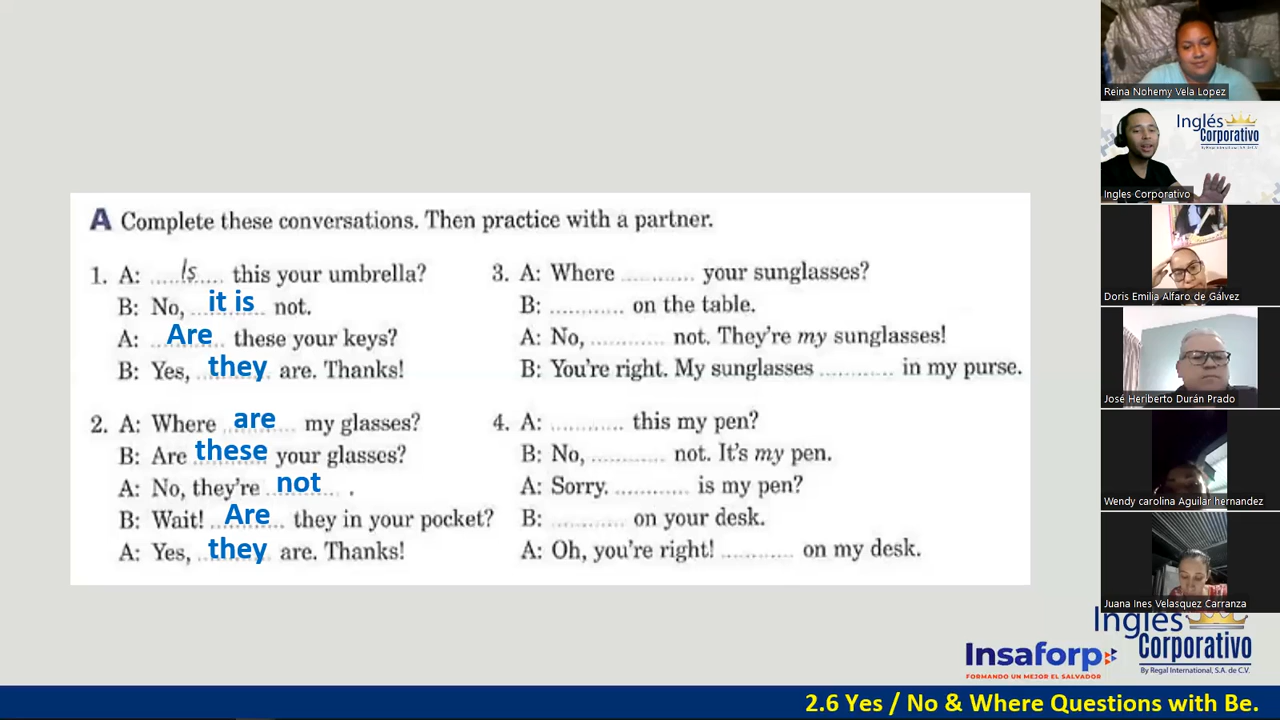 A Complete these conversations. Then practice with a partner.
1. A: Is this your umbrella?
B: No, it is not.
A: Are these your keys?
B: Yes, they are. Thanks!
2. A: Where are my glasses?
B: Are these your glasses?
A: No, they're not .
B: Wait! Are they in your pocket?
A: Yes, they are. Thanks!
3. A: Where ............ your sunglasses?
B: ............ on the table.
A: No, ............ not. They're my sunglasses!
B: You're right. My sunglasses ............ in my purse.
4. A: ............ this my pen?
B: No, ............ not. It's my pen.
A: Sorry. ............ is my pen?
B: ............ on your desk.
A: Oh, you're right! ............ on my desk.
Reina Nohemy Vela Lopez
Inglés
Corporativo
By Regal International, S.A. de C.V.
Ingles Corporativo
Doris Emilia Alfaro de Gálvez
José Heriberto Durán Prado
Wendy carolina Aguilar hernandez
Juana Ines Velasquez Carranza
Insaforp
FORMANDO UN MEJOR EL SALVADOR
Inglés
Corporativo
By Regal International, S.A. de C.V.
2.6 Yes / No & Where Questions with Be.